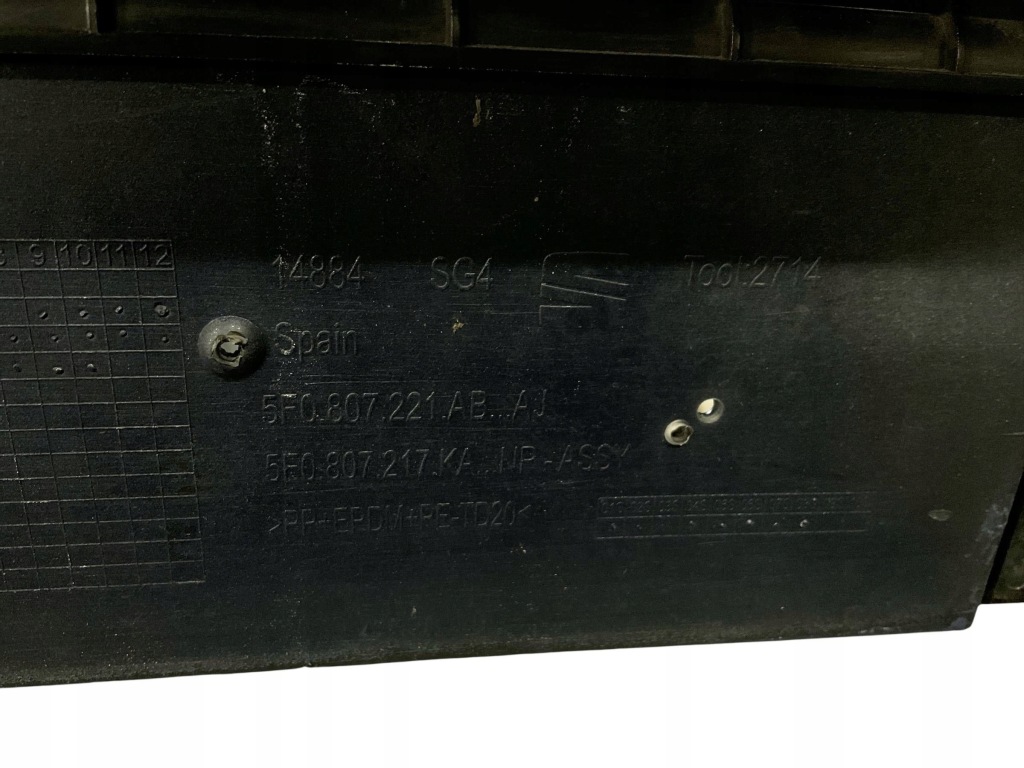 9 10 11 12
14884 SG4 Tool:2714
Spain
5F0.807.221.AB...AJ
5F0.807.217.KA...NP-ASSY
>PP+EPDM+PE-TD20<